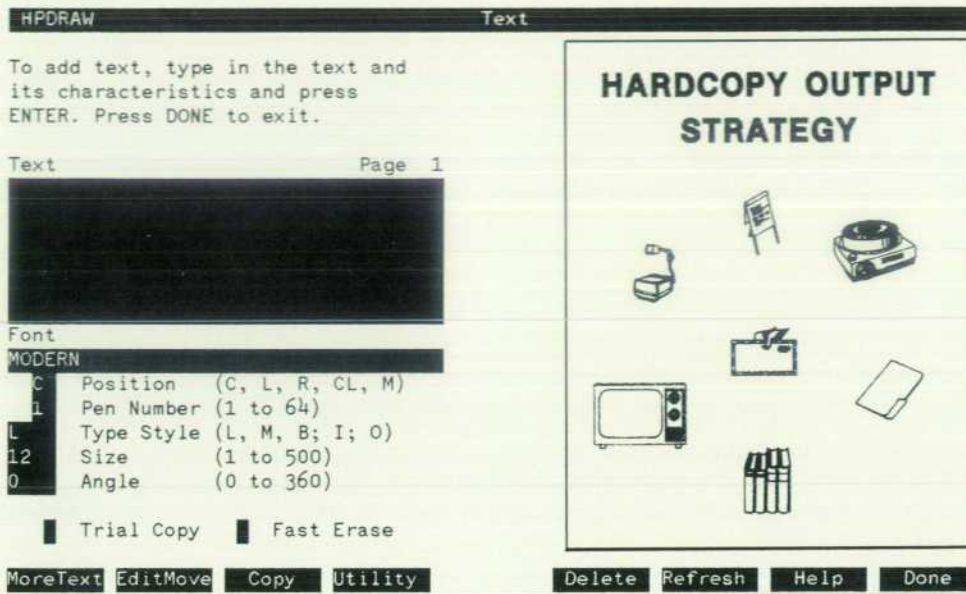 HPDRAW Text
To add text, type in the text and
its characteristics and press
ENTER. Press DONE to exit.
Text Page 1
Font
MODERN
C Position (C, L, R, CL, M)
1 Pen Number (1 to 64)
L Type Style (L, M, B; I; O)
12 Size (1 to 500)
0 Angle (0 to 360)
Trial Copy Fast Erase
HARDCOPY OUTPUT
STRATEGY
MoreText EditMove Copy Utility Delete Refresh Help Done